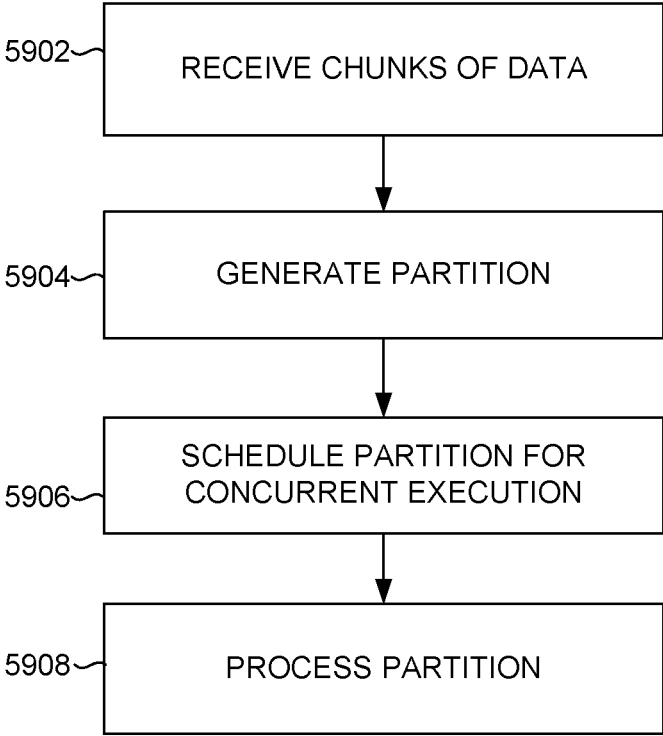 5902
RECEIVE CHUNKS OF DATA
5904
GENERATE PARTITION
5906
SCHEDULE PARTITION FOR
CONCURRENT EXECUTION
5908
PROCESS PARTITION